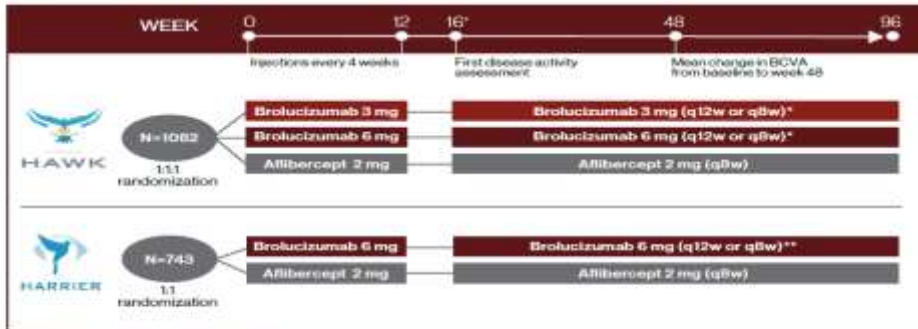 WEEK
0 12 16* 48 96
Injections every 4 weeks
First disease activity
assessment
Mean change in BCVA
from baseline to week 48
HAWK
N=1082
1:1:1
randomization
Brolucizumab 3 mg
Brolucizumab 3 mg (q12w or q8w)*
Brolucizumab 6 mg
Brolucizumab 6 mg (q12w or q8w)*
Aflibercept 2 mg
Aflibercept 2 mg (q8w)
HARRIER
N=743
1:1
randomization
Brolucizumab 6 mg
Brolucizumab 6 mg (q12w or q8w)**
Aflibercept 2 mg
Aflibercept 2 mg (q8w)